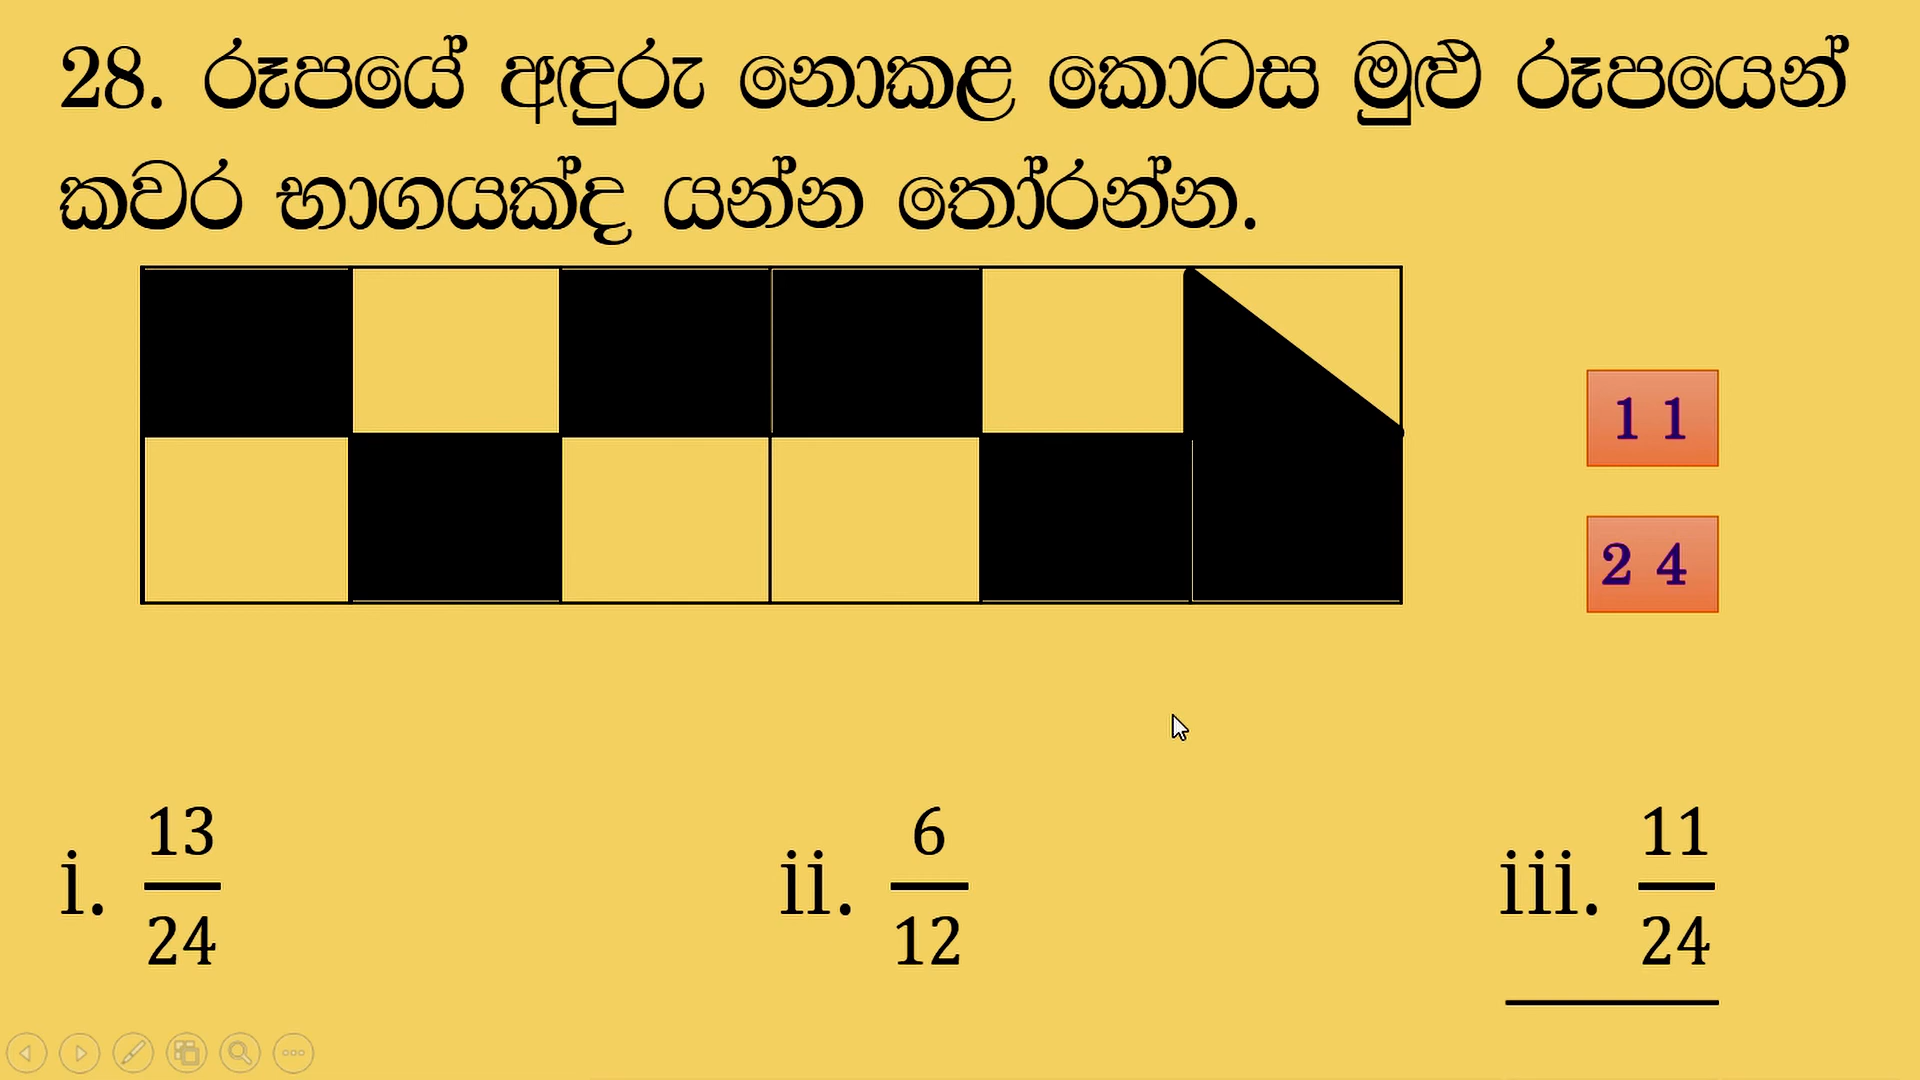 28. රූපයේ අඳුරු නොකළ කොටස මුළු රූපයෙන්
කවර භාගයක්ද යන්න තෝරන්න.
1 1
2 4
i. 13/24
ii. 6/12
iii. 11/24